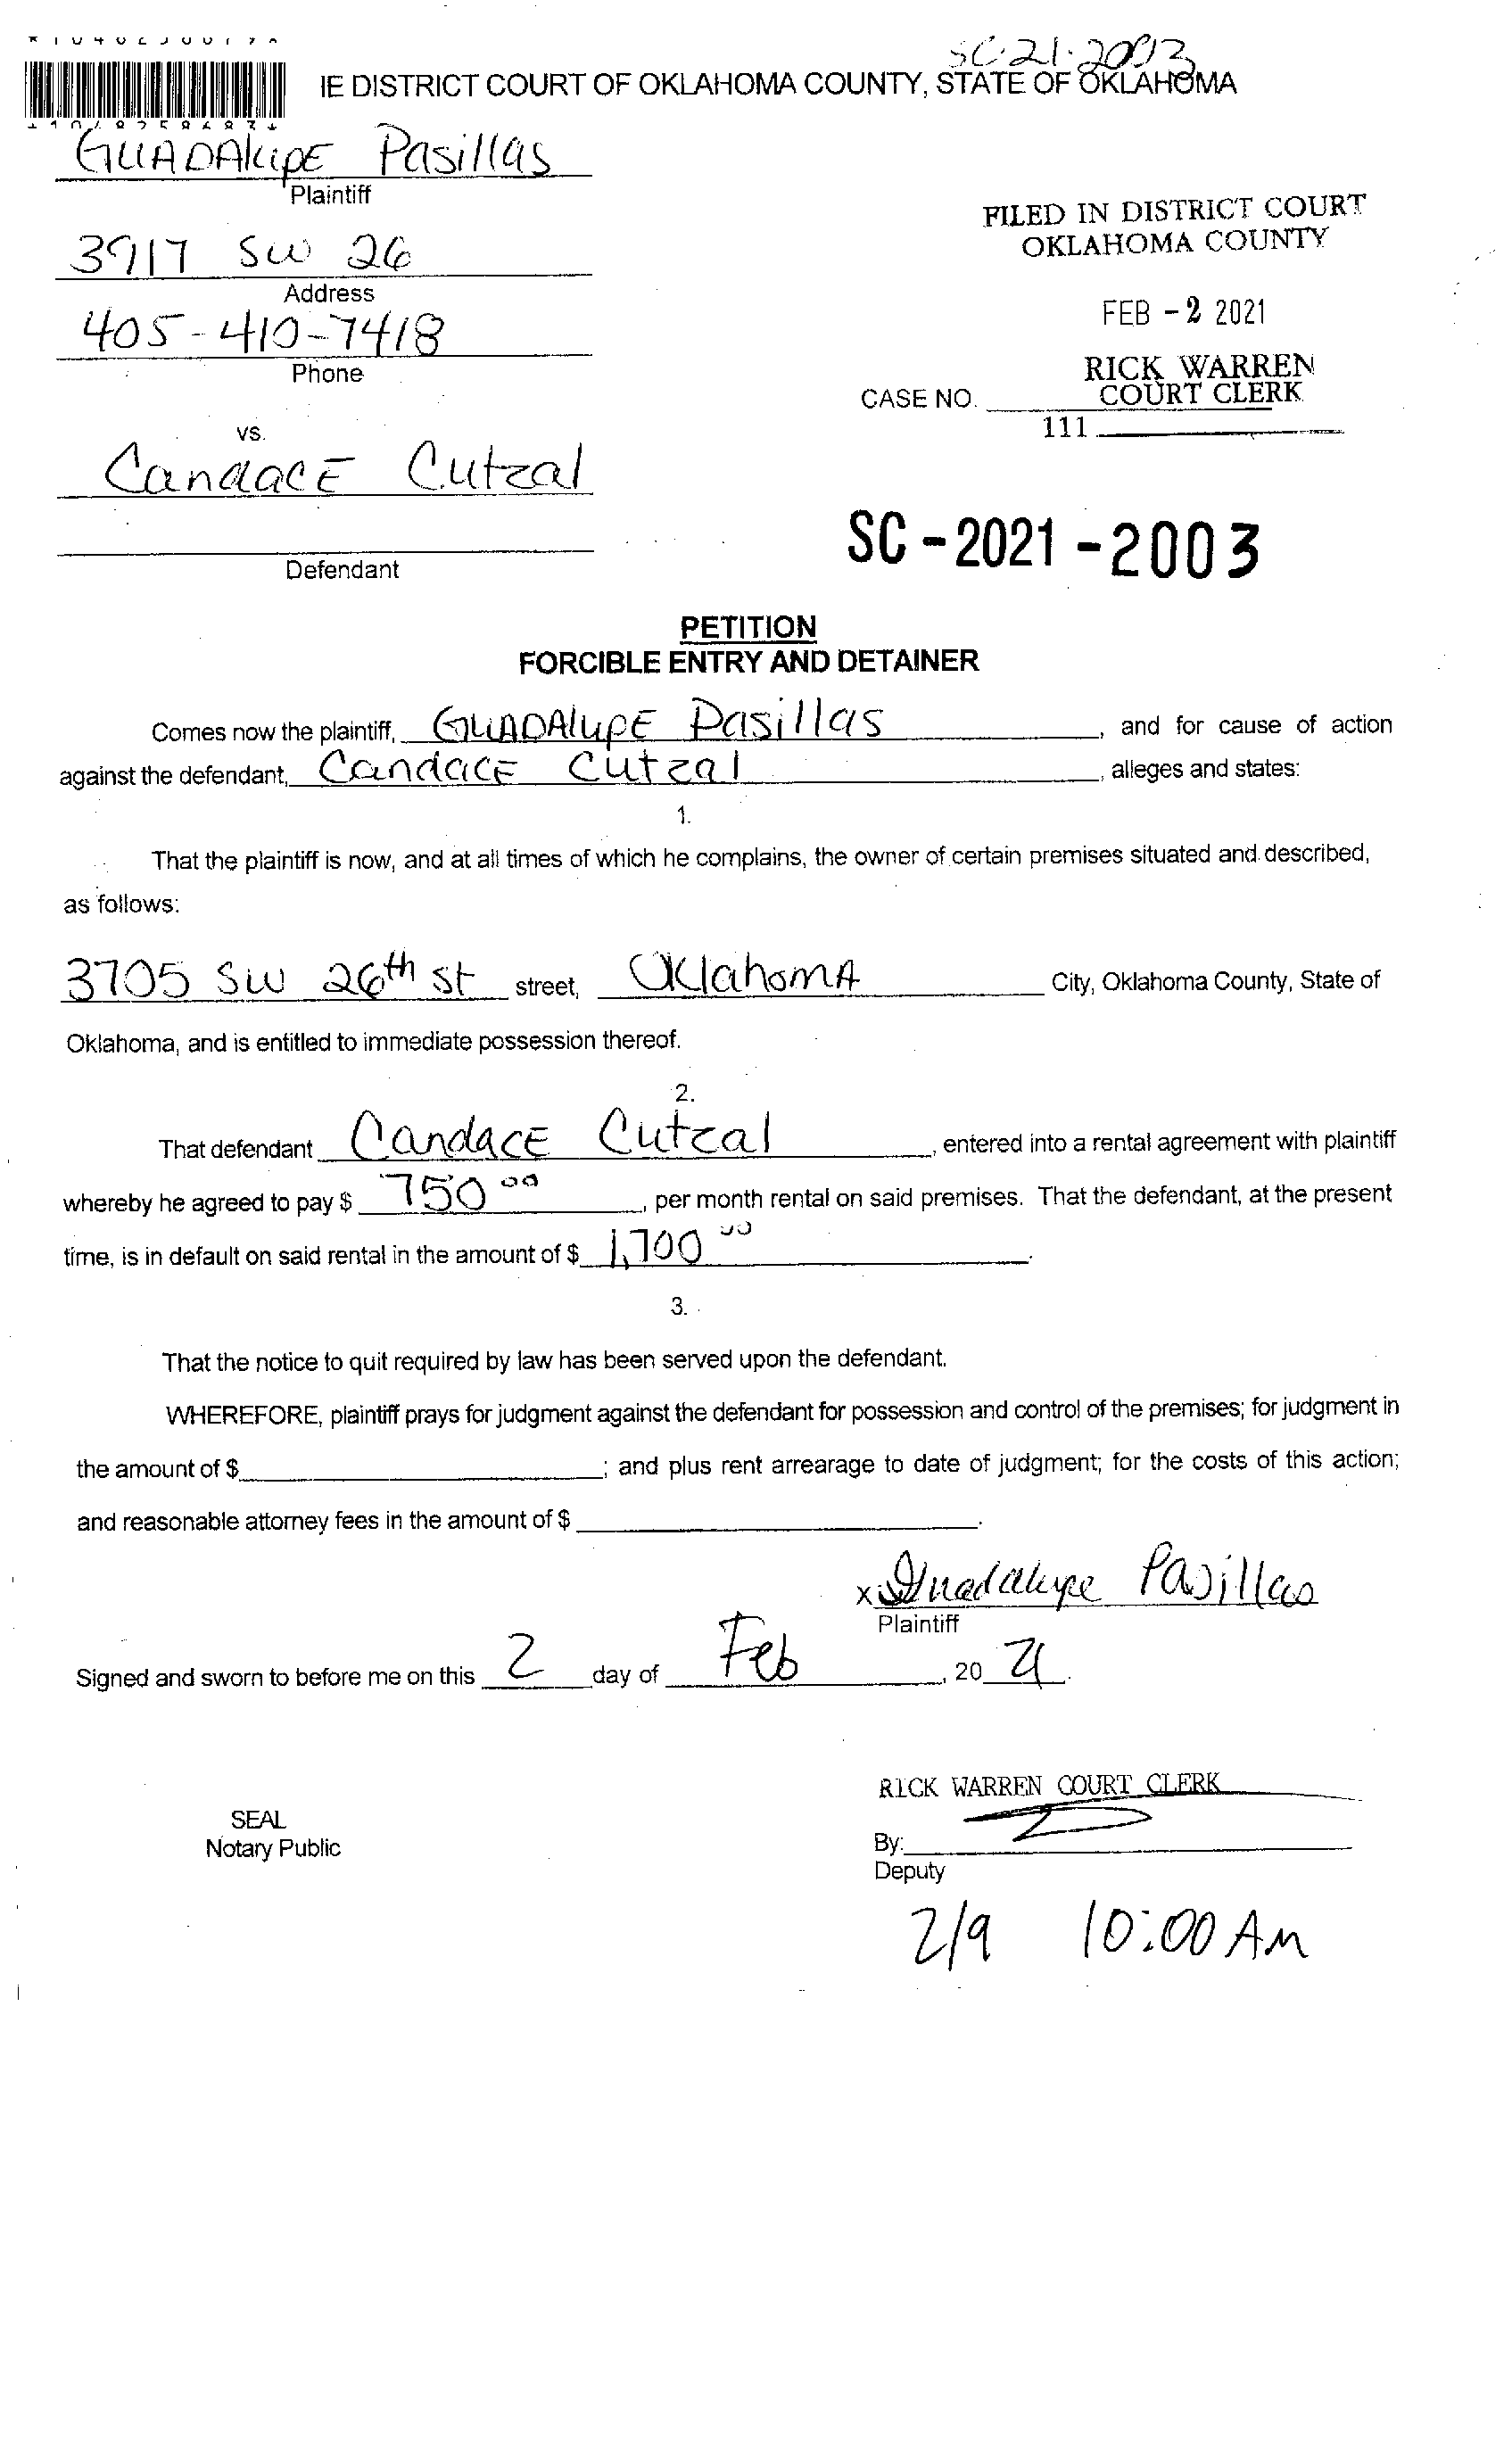 SC-21-2003
IE DISTRICT COURT OF OKLAHOMA COUNTY, STATE OF OKLAHOMA
GUADAlupE Pasillas
Plaintiff
3917 SW 26
Address
405-410-7418
Phone
vs.
CandacE Cutzal
Defendant
FILED IN DISTRICT COURT
OKLAHOMA COUNTY
FEB -2 2021
RICK WARREN
COURT CLERK
CASE NO.
111
SC-2021-2003
PETITION
FORCIBLE ENTRY AND DETAINER
Comes now the plaintiff, GUADAlupE Pasillas, and for cause of action
against the defendant, CandacE Cutzal, alleges and states:
1.
That the plaintiff is now, and at all times of which he complains, the owner of certain premises situated and described,
as follows:
3705 SW 26th St street, OklahomA City, Oklahoma County, State of
Oklahoma, and is entitled to immediate possession thereof.
2.
That defendant CandacE Cutzal, entered into a rental agreement with plaintiff
whereby he agreed to pay $ 750 00, per month rental on said premises. That the defendant, at the present
time, is in default on said rental in the amount of $ 1,700 00.
3.
That the notice to quit required by law has been served upon the defendant.
WHEREFORE, plaintiff prays for judgment against the defendant for possession and control of the premises; for judgment in
the amount of $ ; and plus rent arrearage to date of judgment; for the costs of this action;
and reasonable attorney fees in the amount of $ .
x Guadalupe Pasillas
Plaintiff
Signed and sworn to before me on this 2 day of Feb, 20 21.
RICK WARREN COURT CLERK
SEAL
Notary Public
By:
Deputy
2/9 10:00 AM